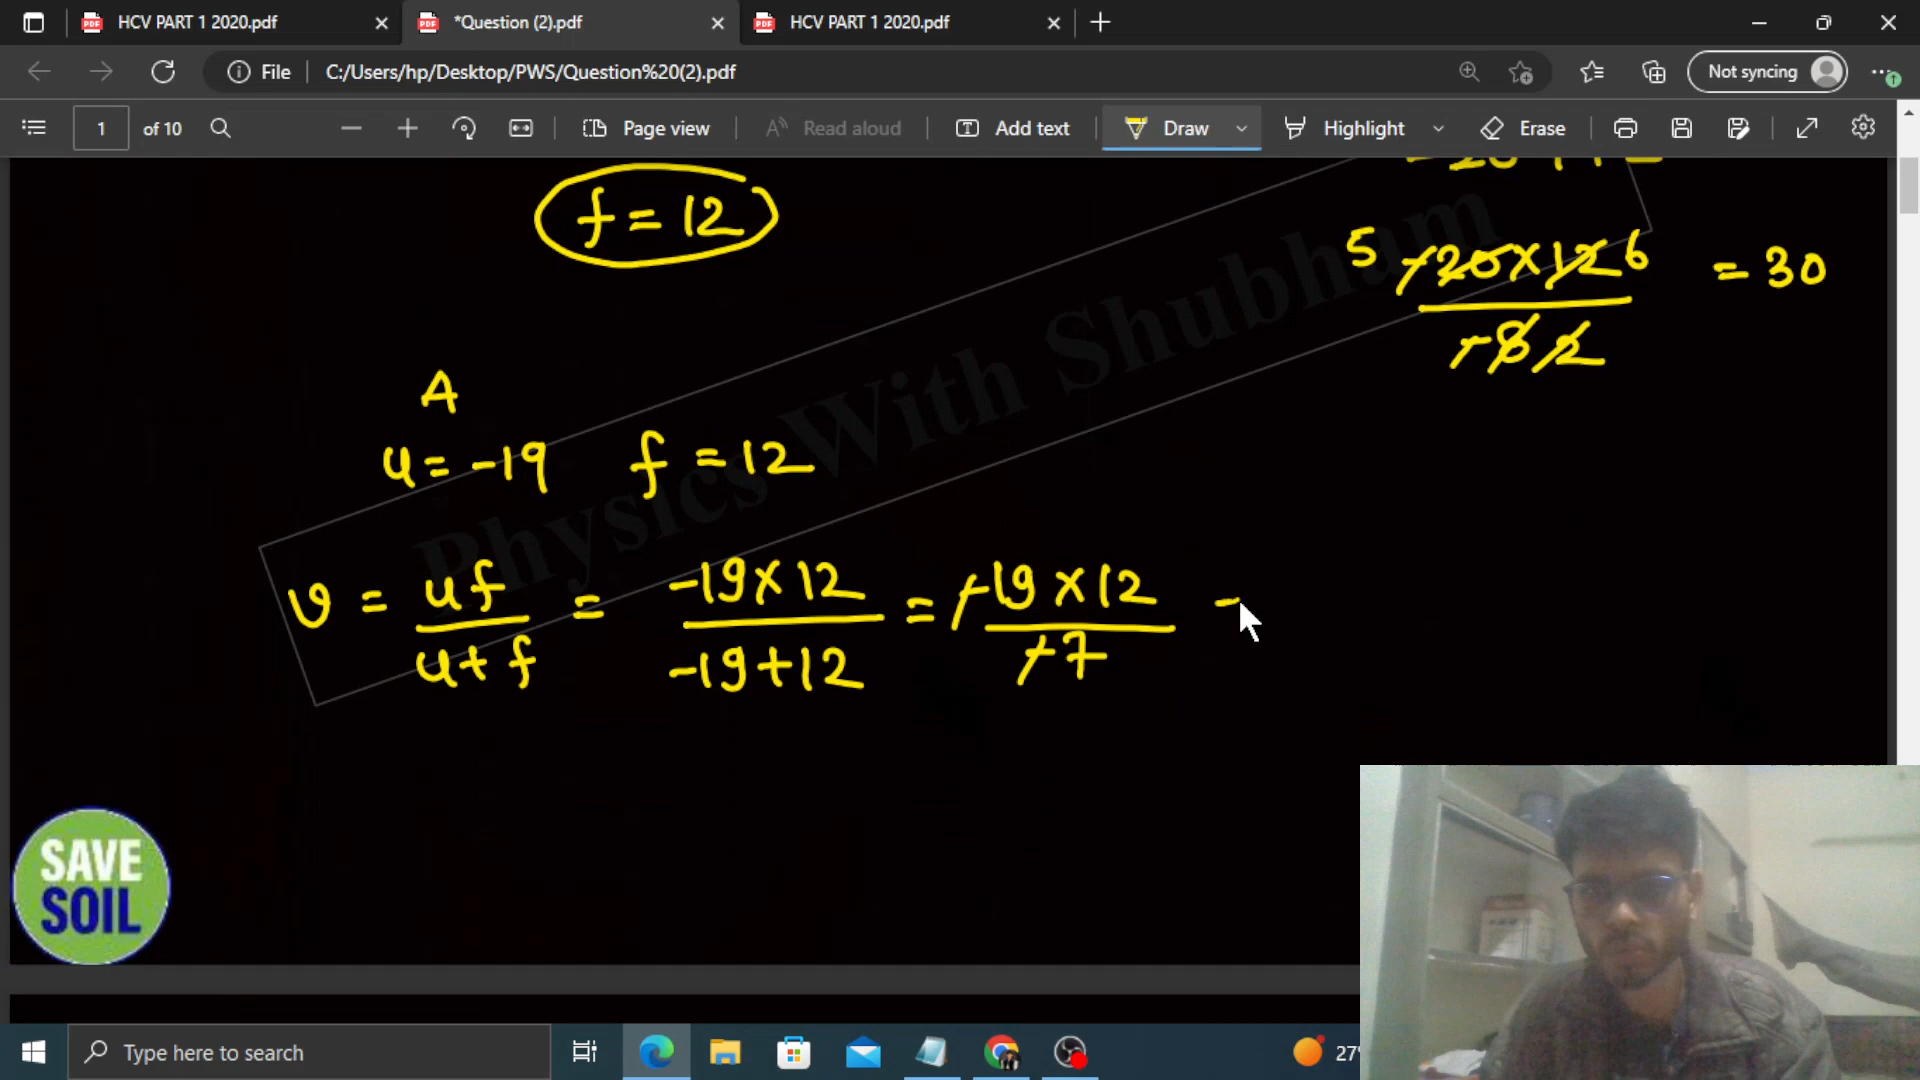 HCV PART 1 2020.pdf
*Question (2).pdf
HCV PART 1 2020.pdf
File
C:/Users/hp/Desktop/PWS/Question%20(2).pdf
Not syncing
1 of 10
Page view
Read aloud
Add text
Draw
Highlight
Erase
f = 12
5 -20 x 12 6 = 30
-8 2
A
u = -19 f = 12
v = uf = -19 x 12 = -19 x 12
u + f -19 + 12 -7
Physics With Shubham
SAVE
SOIL
Type here to search
27